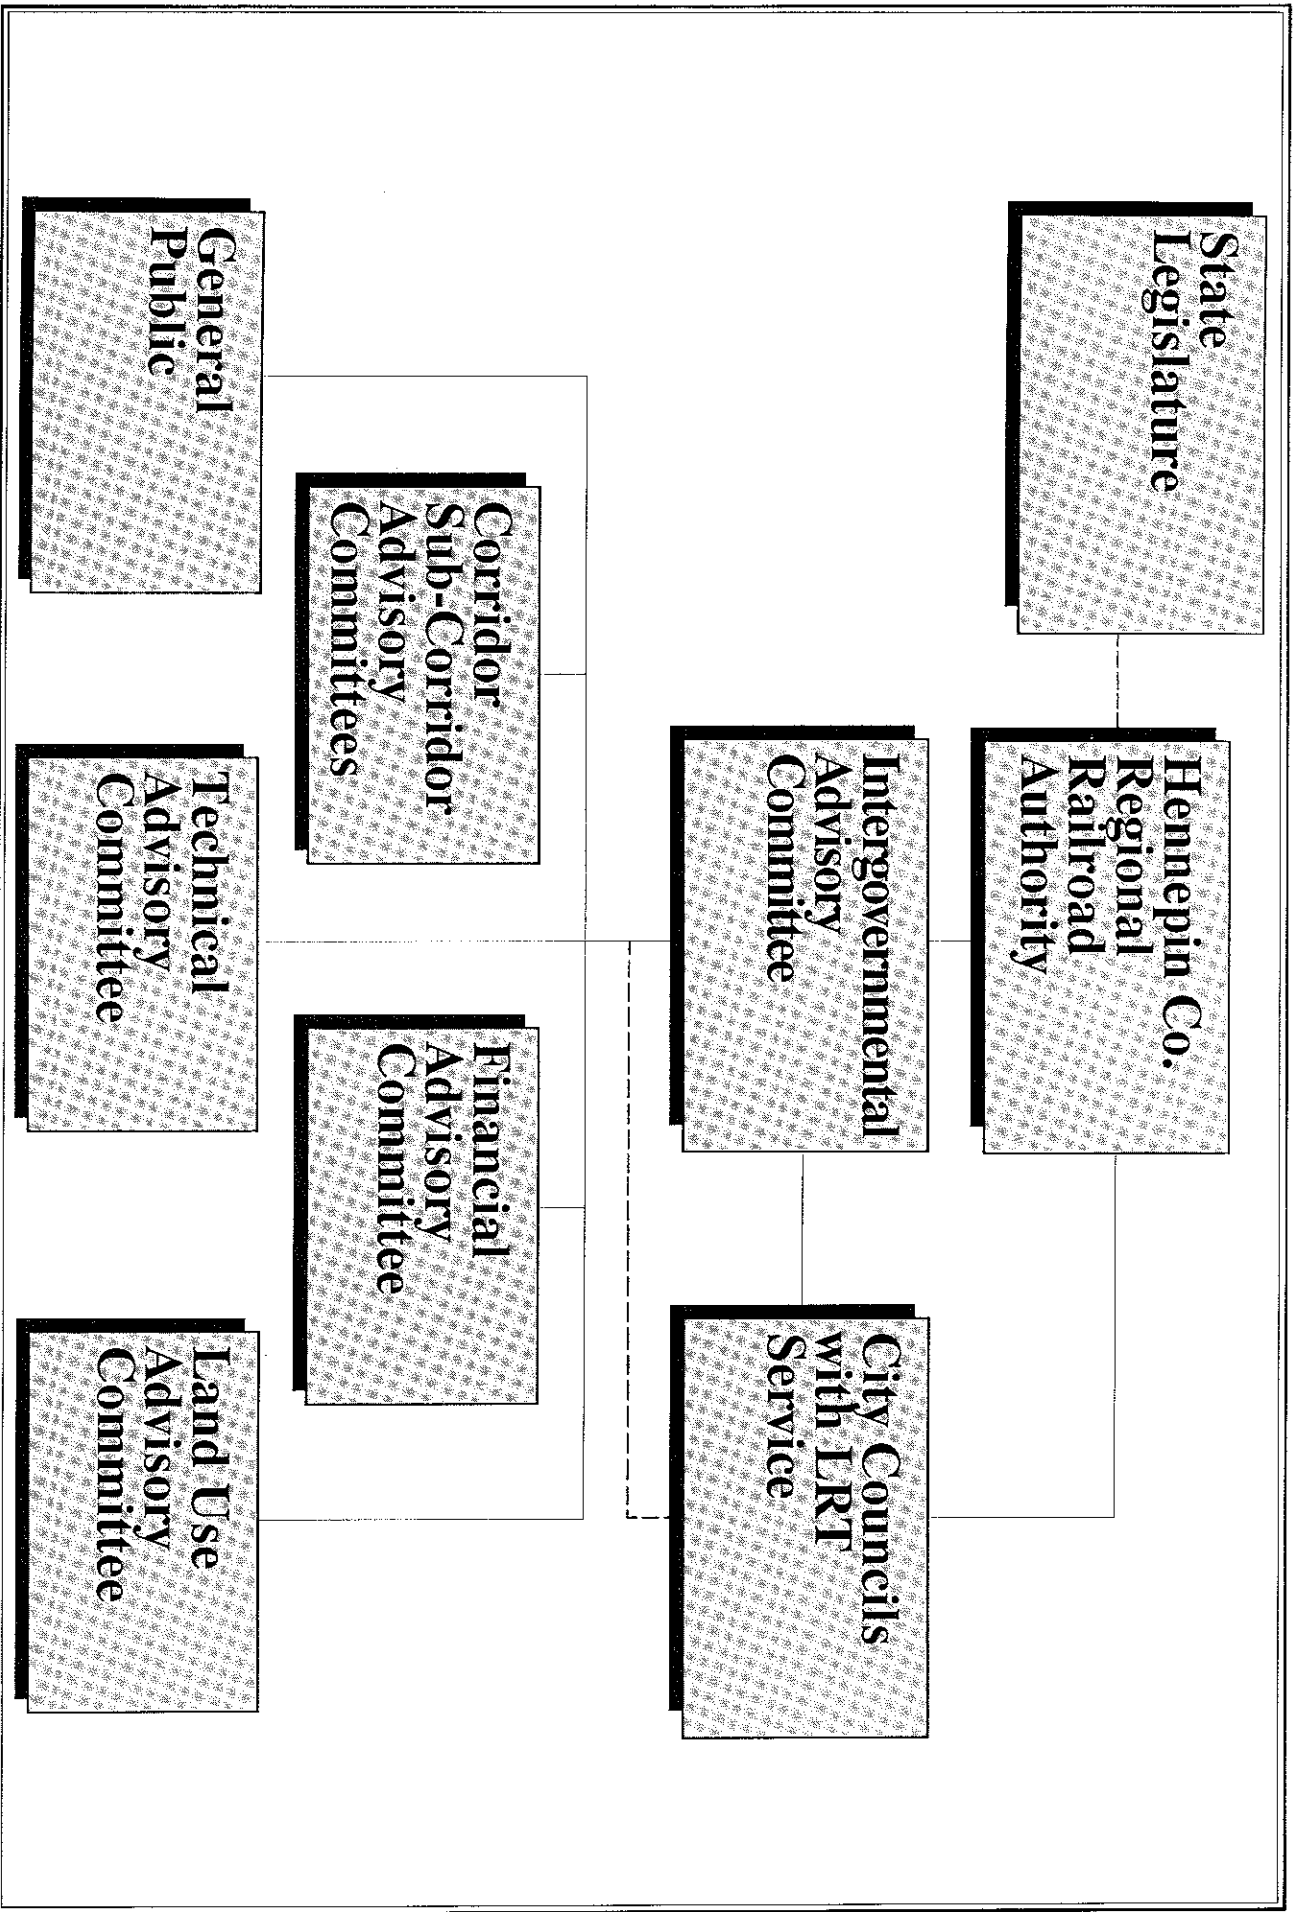 State
Legislature
Hennepin Co.
Regional
Railroad
Authority
Intergovernmental
Advisory
Committee
City Councils
with LRT
Service
Corridor
Sub-Corridor
Advisory
Committees
Financial
Advisory
Committee
General
Public
Technical
Advisory
Committee
Land Use
Advisory
Committee